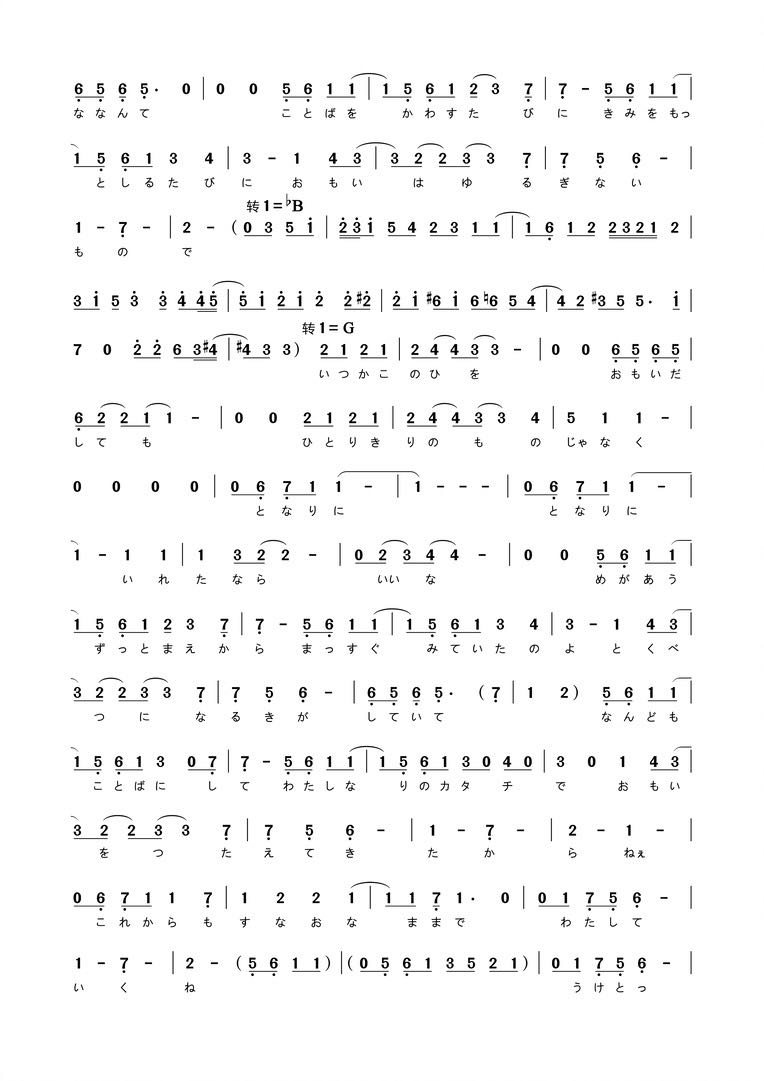 6 5 6 5· 0 | 0 0 5 6 1 1 | 1 5 6 1 2 3 7 | 7 - 5 6 1 1 |
ななんて ことばを かわすた びに きみをもっ
1 5 6 1 3 4 | 3 - 1 4 3 | 3 2 2 3 3 7 | 7 5 6 - |
としるたびに おもい はゆ るぎない
转 1=♭B
1 - 7 - | 2 - (0 3 5 1 | 2 3 1 5 4 2 3 1 1 | 1 6 1 2 2 3 2 1 2 |
もの で
3 1 5 3 3 4 4 5 | 5 1 2 1 2 2 #2 | 2 1 #6 1 6 ♮6 5 4 | 4 2 #3 5 5· 1 |
转 1=G
7 0 2 2 6 3 #4 | #4 3 3) 2 1 2 1 | 2 4 4 3 3 - | 0 0 6 5 6 5 |
いつかこ のひを おもいだ
6 2 2 1 1 - | 0 0 2 1 2 1 | 2 4 4 3 3 4 | 5 1 1 - |
しても ひとりき りの も の じゃなく
0 0 0 0 | 0 6 7 1 1 - | 1 - - - | 0 6 7 1 1 - |
となりに となりに
1 - 1 1 | 1 3 2 2 - | 0 2 3 4 4 - | 0 0 5 6 1 1 |
いれたなら いいな めがあう
1 5 6 1 2 3 7 | 7 - 5 6 1 1 | 1 5 6 1 3 4 | 3 - 1 4 3 |
ずっとまえから まっすぐ みていたのよ とくべ
3 2 2 3 3 7 | 7 5 6 - | 6 5 6 5· (7 | 1 2) 5 6 1 1 |
つ に なるきが していて なんども
1 5 6 1 3 0 7 | 7 - 5 6 1 1 | 1 5 6 1 3 0 4 0 | 3 0 1 4 3 |
ことばに して わたしな りのカタ チ で おもい
3 2 2 3 3 7 | 7 5 6 - | 1 - 7 - | 2 - 1 - |
を つ たえてき たか らねぇ
0 6 7 1 1 7 | 1 2 2 1 | 1 1 7 1· 0 | 0 1 7 5 6 - |
これからも すなおな ままで わたして
1 - 7 - | 2 - (5 6 1 1) | (0 5 6 1 3 5 2 1) | 0 1 7 5 6 - |
いく ね うけとっ